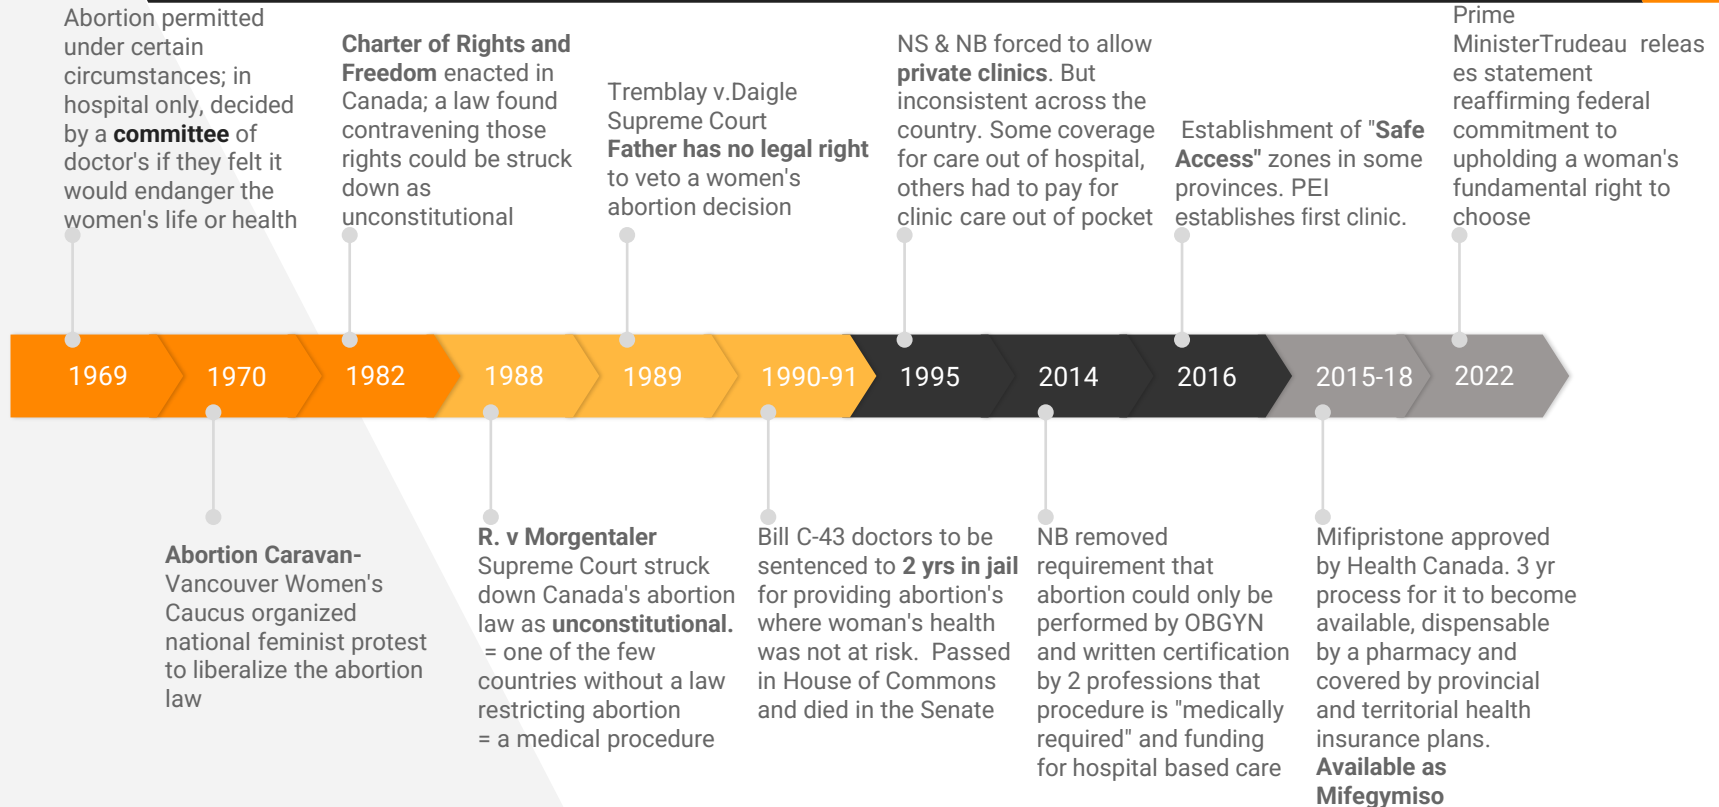 Abortion permitted
under certain
circumstances; in
hospital only, decided
by a committee of
doctor's if they felt it
would endanger the
women's life or health
Charter of Rights and
Freedom enacted in
Canada; a law found
contravening those
rights could be struck
down as
unconstitutional
Tremblay v.Daigle
Supreme Court
Father has no legal right
to veto a women's
abortion decision
NS & NB forced to allow
private clinics. But
inconsistent across the
country. Some coverage
for care out of hospital,
others had to pay for
clinic care out of pocket
Establishment of "Safe
Access" zones in some
provinces. PEI
establishes first clinic.
Prime
MinisterTrudeau releas
es statement
reaffirming federal
commitment to
upholding a woman's
fundamental right to
choose
1969
1970
1982
1988
1989
1990-91
1995
2014
2016
2015-18
2022
Abortion Caravan-
Vancouver Women's
Caucus organized
national feminist protest
to liberalize the abortion
law
R. v Morgentaler
Supreme Court struck
down Canada's abortion
law as unconstitutional.
= one of the few
countries without a law
restricting abortion
= a medical procedure
Bill C-43 doctors to be
sentenced to 2 yrs in jail
for providing abortion's
where woman's health
was not at risk. Passed
in House of Commons
and died in the Senate
NB removed
requirement that
abortion could only be
performed by OBGYN
and written certification
by 2 professions that
procedure is "medically
required" and funding
for hospital based care
Mifipristone approved
by Health Canada. 3 yr
process for it to become
available, dispensable
by a pharmacy and
covered by provincial
and territorial health
insurance plans.
Available as
Mifegymiso